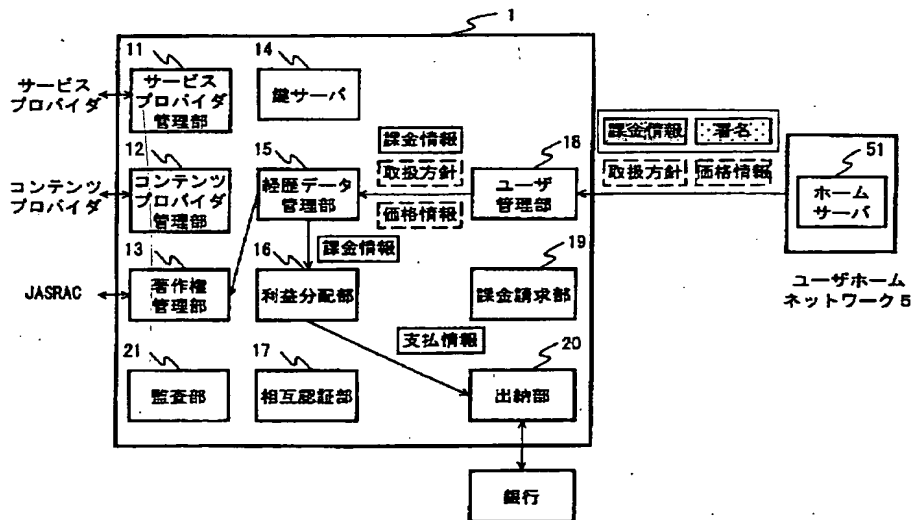 1
11
14
サービス
プロバイダ
サービス
プロバイダ
管理部
鍵サーバ
課金情報
署名
12
15
課金情報
18
51
取扱方針
取扱方針
価格情報
コンテンツ
プロバイダ
コンテンツ
プロバイダ
管理部
経歴データ
管理部
ユーザ
管理部
ホーム
サーバ
価格情報
課金情報
13
16
19
JASRAC
著作権
管理部
利益分配部
課金請求部
ユーザホーム
ネットワーク5
支払情報
21
17
20
監査部
相互認証部
出納部
銀行